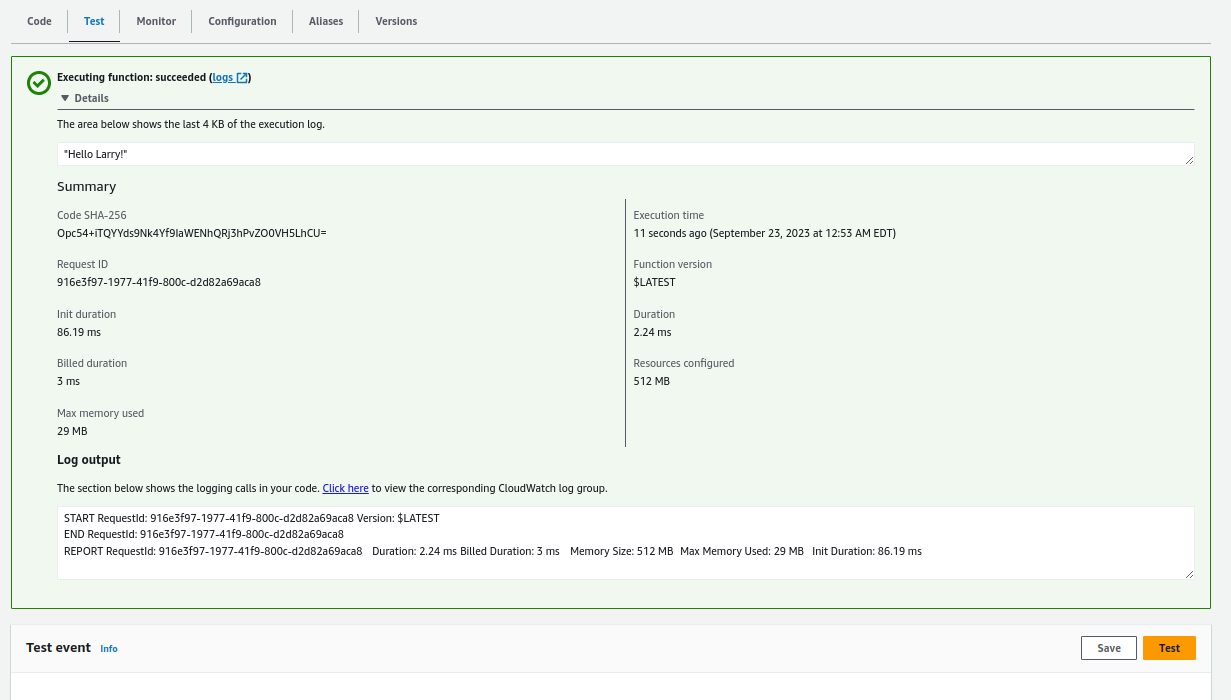 Code Test Monitor Configuration Aliases Versions
Executing function: succeeded (logs)
Details
The area below shows the last 4 KB of the execution log.
"Hello Larry!"
Summary
Code SHA-256
Opc54+iTQYYds9Nk4Yf9IaWENhQRj3hPvZO0VH5LhCU=
Request ID
916e3f97-1977-41f9-800c-d2d82a69aca8
Init duration
86.19 ms
Billed duration
3 ms
Max memory used
29 MB
Execution time
11 seconds ago (September 23, 2023 at 12:53 AM EDT)
Function version
$LATEST
Duration
2.24 ms
Resources configured
512 MB
Log output
The section below shows the logging calls in your code. Click here to view the corresponding CloudWatch log group.
START RequestId: 916e3f97-1977-41f9-800c-d2d82a69aca8 Version: $LATEST
END RequestId: 916e3f97-1977-41f9-800c-d2d82a69aca8
REPORT RequestId: 916e3f97-1977-41f9-800c-d2d82a69aca8 Duration: 2.24 ms Billed Duration: 3 ms Memory Size: 512 MB Max Memory Used: 29 MB Init Duration: 86.19 ms
Test event Info Save Test